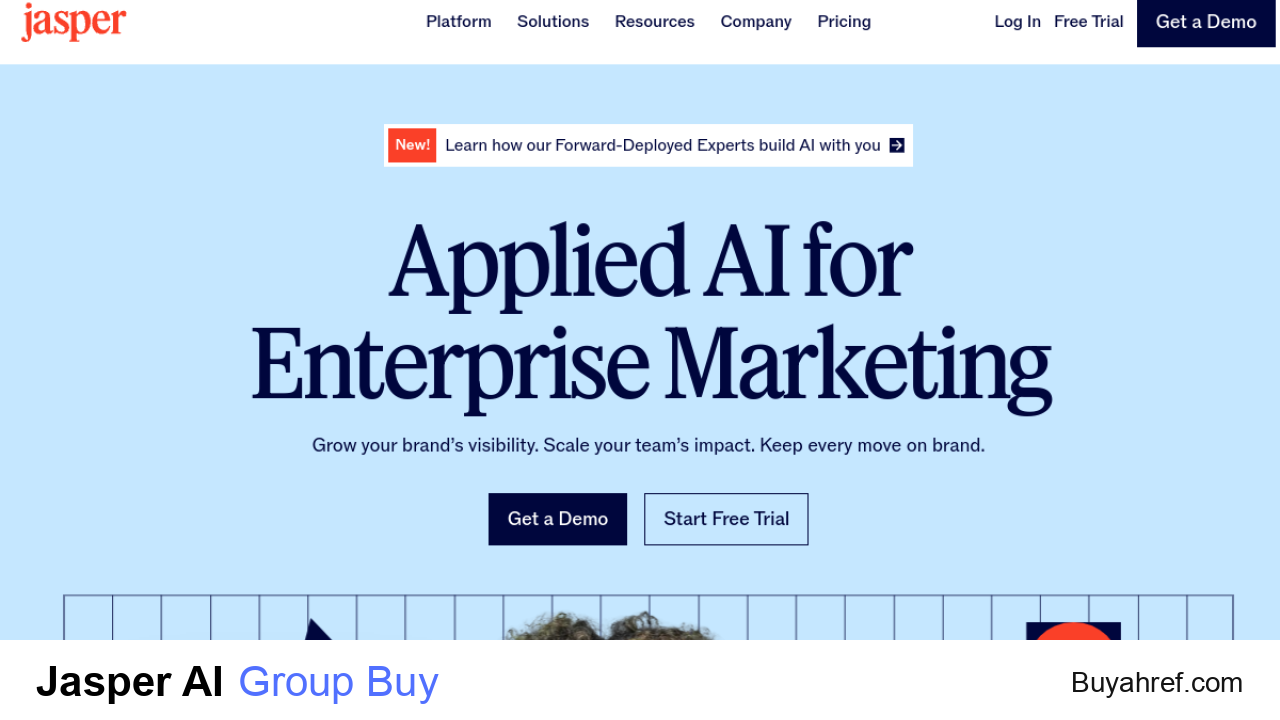 jasper
Platform Solutions Resources Company Pricing Log In Free Trial Get a Demo
New! Learn how our Forward-Deployed Experts build AI with you
Applied AI for
Enterprise Marketing
Grow your brand’s visibility. Scale your team’s impact. Keep every move on brand.
Get a Demo Start Free Trial
Jasper AI Group Buy Buyahref.com